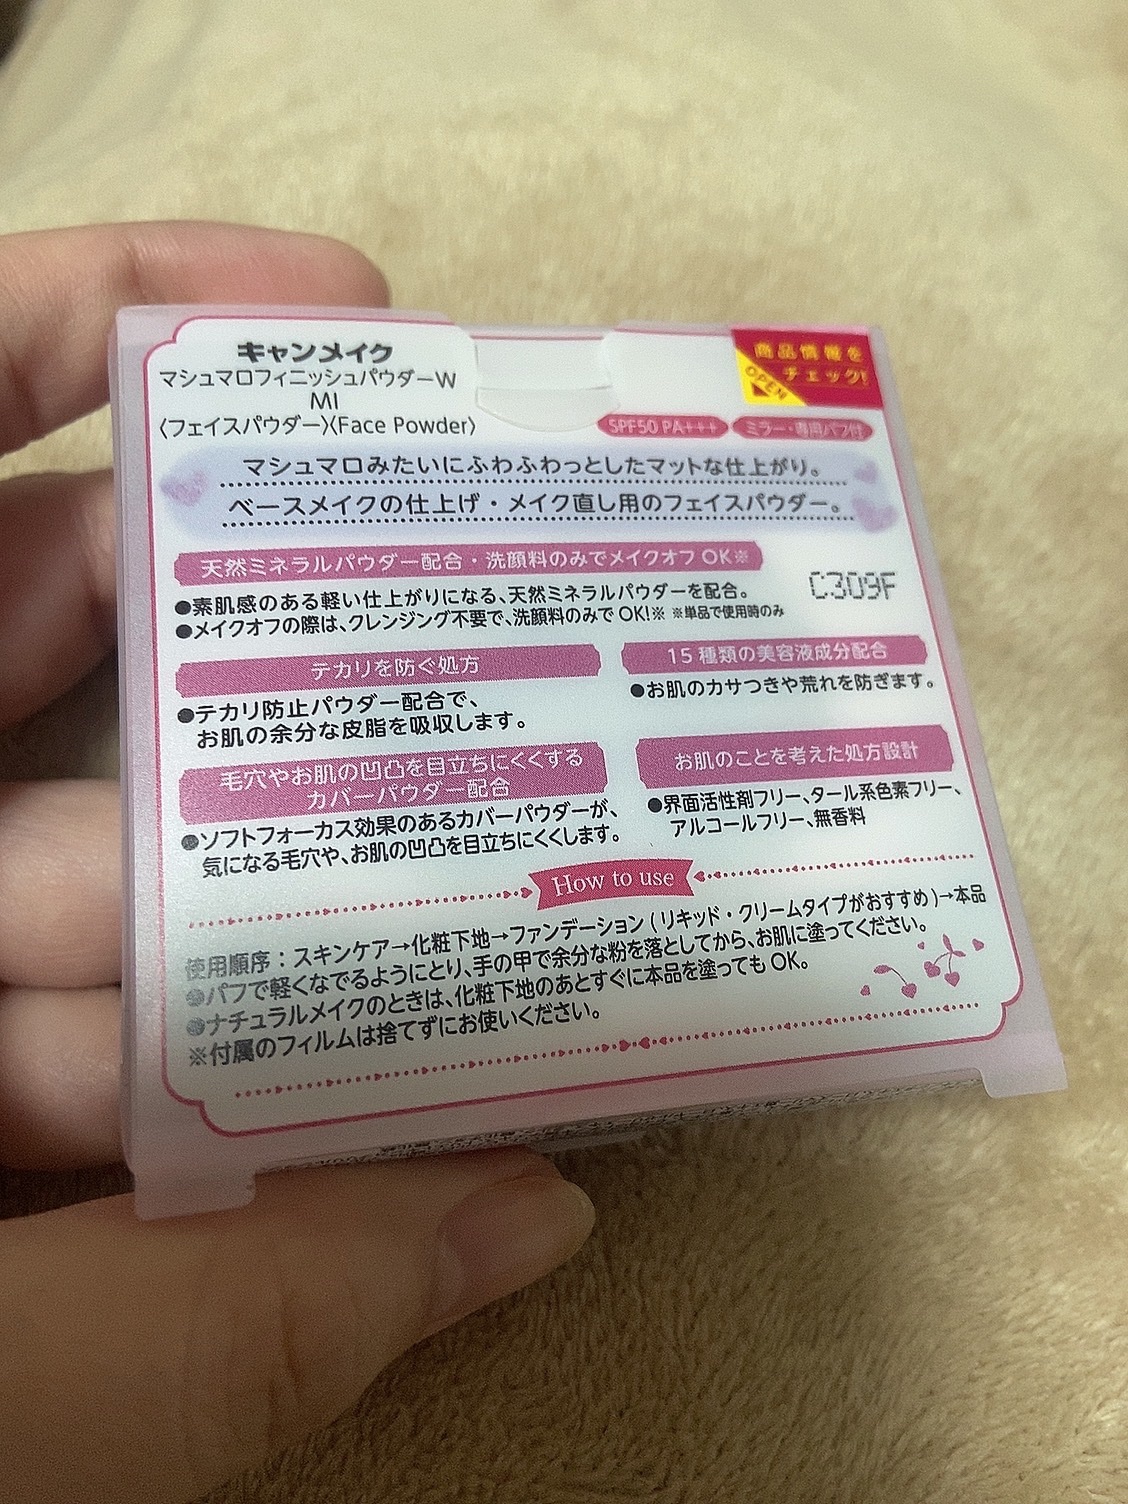 キャンメイク
マシュマロフィニッシュパウダーW
MI
〈フェイスパウダー〉〈Face Powder〉
商品情報を
チェック!
OPEN
SPF50 PA+++
ミラー・専用パフ付
マシュマロみたいにふわふわっとしたマットな仕上がり。
ベースメイクの仕上げ・メイク直し用のフェイスパウダー。
天然ミネラルパウダー配合・洗顔料のみでメイクオフ OK※
●素肌感のある軽い仕上がりになる、天然ミネラルパウダーを配合。
●メイクオフの際は、クレンジング不要で、洗顔料のみで OK!※ ※単品で使用時のみ
C309F
テカリを防ぐ処方
●テカリ防止パウダー配合で、
お肌の余分な皮脂を吸収します。
15 種類の美容液成分配合
●お肌のカサつきや荒れを防ぎます。
毛穴やお肌の凹凸を目立ちにくくする
カバーパウダー配合
●ソフトフォーカス効果のあるカバーパウダーが、
気になる毛穴や、お肌の凹凸を目立ちにくくします。
お肌のことを考えた処方設計
●界面活性剤フリー、タール系色素フリー、
アルコールフリー、無香料
How to use
使用順序：スキンケア→化粧下地→ファンデーション（リキッド・クリームタイプがおすすめ）→本品
●パフで軽くなでるようにとり、手の甲で余分な粉を落としてから、お肌に塗ってください。
●ナチュラルメイクのときは、化粧下地のあとすぐに本品を塗っても OK。
※付属のフィルムは捨てずにお使いください。